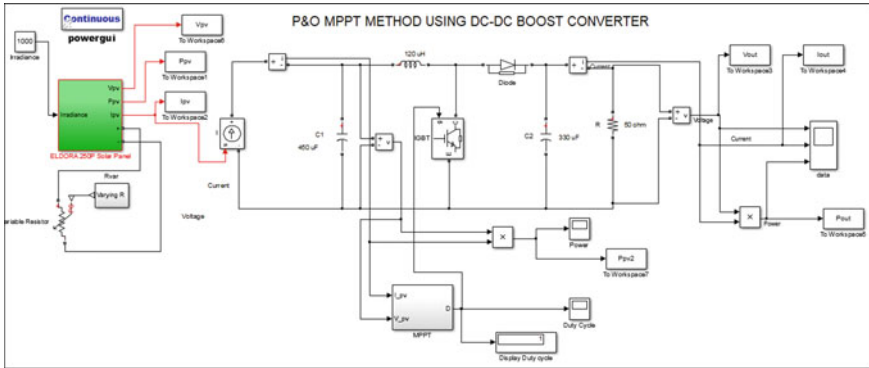 P&O MPPT METHOD USING DC-DC BOOST CONVERTER
Continuous
powergui
1000
Irradiance
Vpv
To Workspace6
Ppv
To Workspace1
Ipv
To Workspace2
Vpv
Ppv
Irradiance
Ipv
+
-
ELDORA 250P Solar Panel
Rvar
Varying R
ariable Resistor
Current
Voltage
C1
450 uF
120 uH
IGBT
Diode
C2
330 uF
R
50 ohm
Current
Voltage
Vout
To Workspace3
Iout
To Workspace4
Current
data
Power
Pout
To Workspace5
Power
Ppv2
To Workspace7
I_pv
V_pv
D
MPPT
Duty Cycle
1
Display Duty cycle